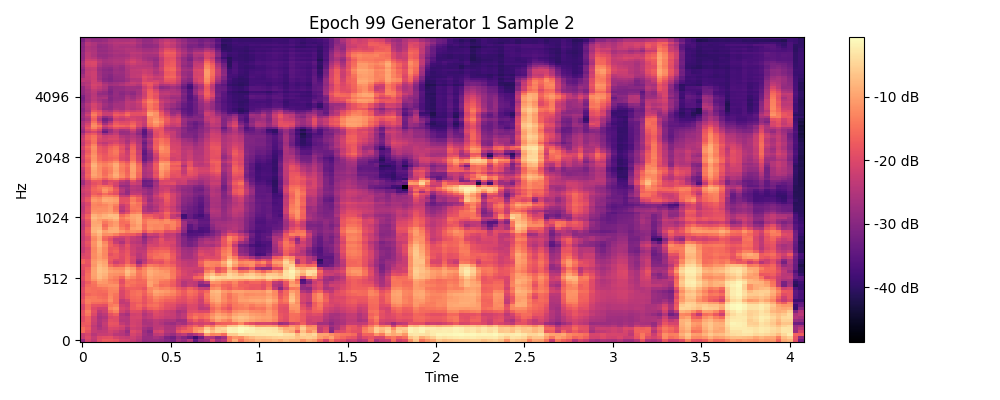 Epoch 99 Generator 1 Sample 2
Hz
4096
2048
1024
512
0
0 0.5 1 1.5 2 2.5 3 3.5 4
Time
-10 dB
-20 dB
-30 dB
-40 dB